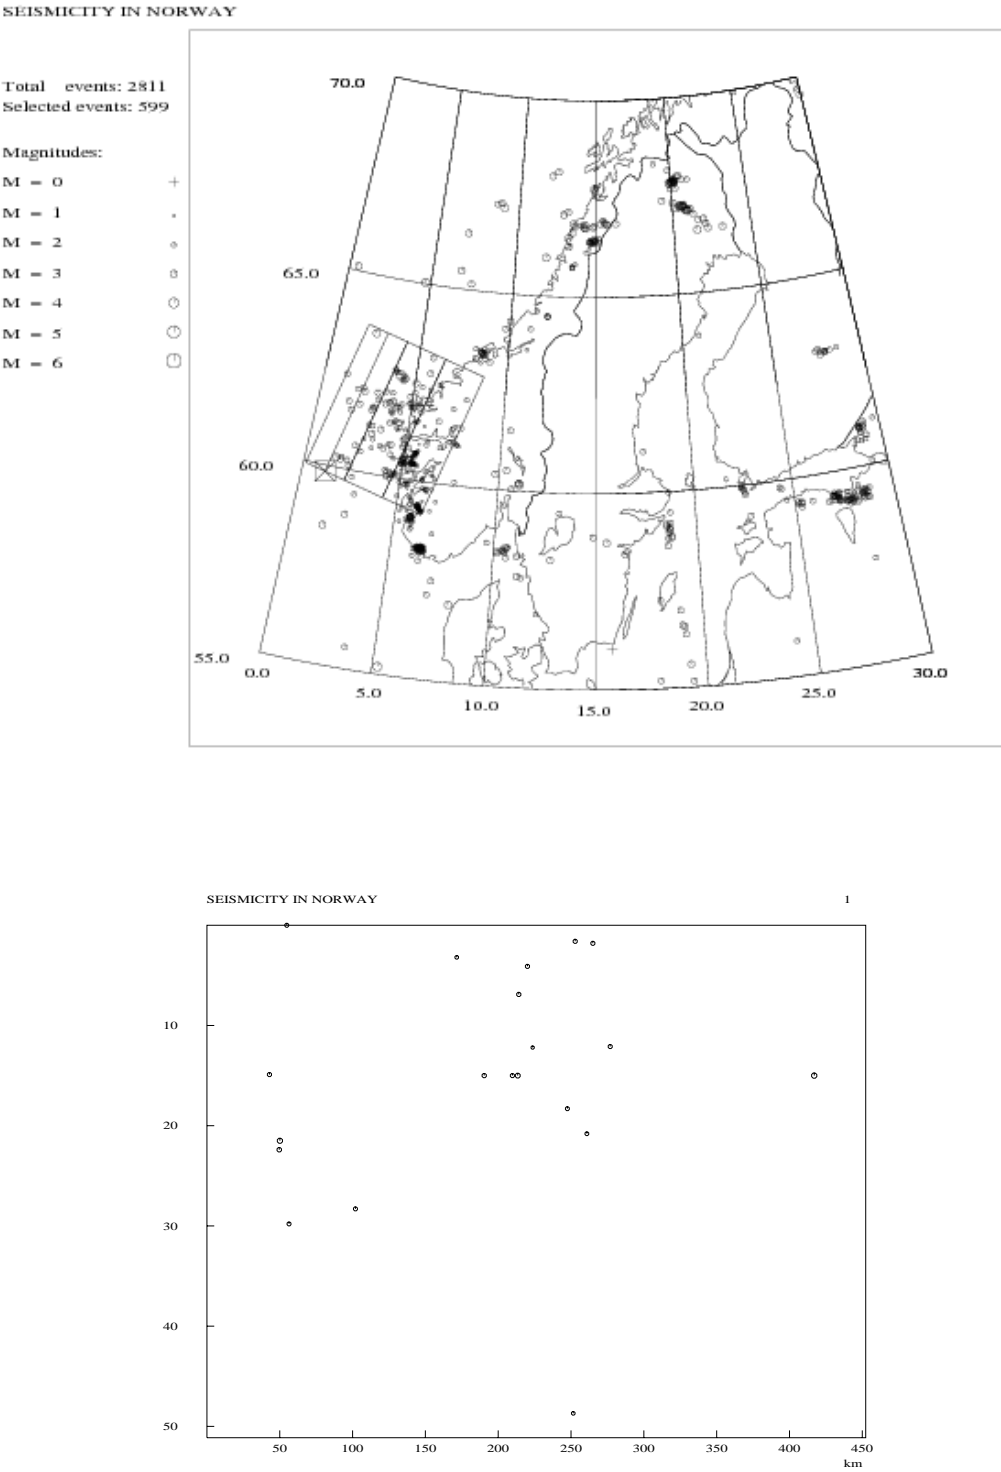 SEISMICITY IN NORWAY
Total events: 2811
Selected events: 599
Magnitudes:
M = 0
M = 1
M = 2
M = 3
M = 4
M = 5
M = 6
70.0
65.0
60.0
55.0
0.0
5.0
10.0
15.0
20.0
25.0
30.0
SEISMICITY IN NORWAY 1
10
20
30
40
50
50 100 150 200 250 300 350 400 450
km